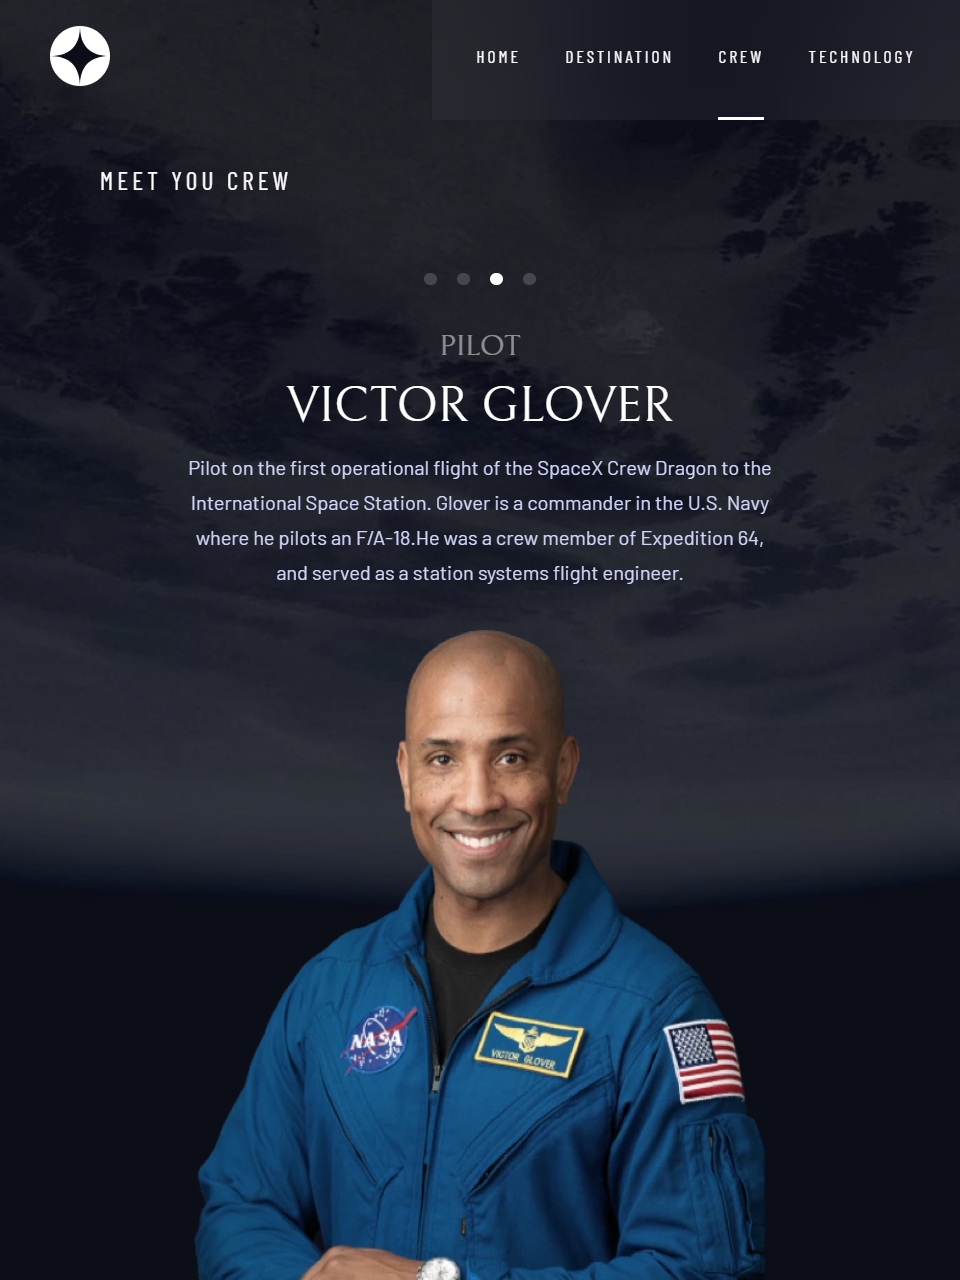 HOME DESTINATION CREW TECHNOLOGY
MEET YOU CREW
PILOT
VICTOR GLOVER
Pilot on the first operational flight of the SpaceX Crew Dragon to the
International Space Station. Glover is a commander in the U.S. Navy
where he pilots an F/A-18.He was a crew member of Expedition 64,
and served as a station systems flight engineer.
NASA
VICTOR GLOVER